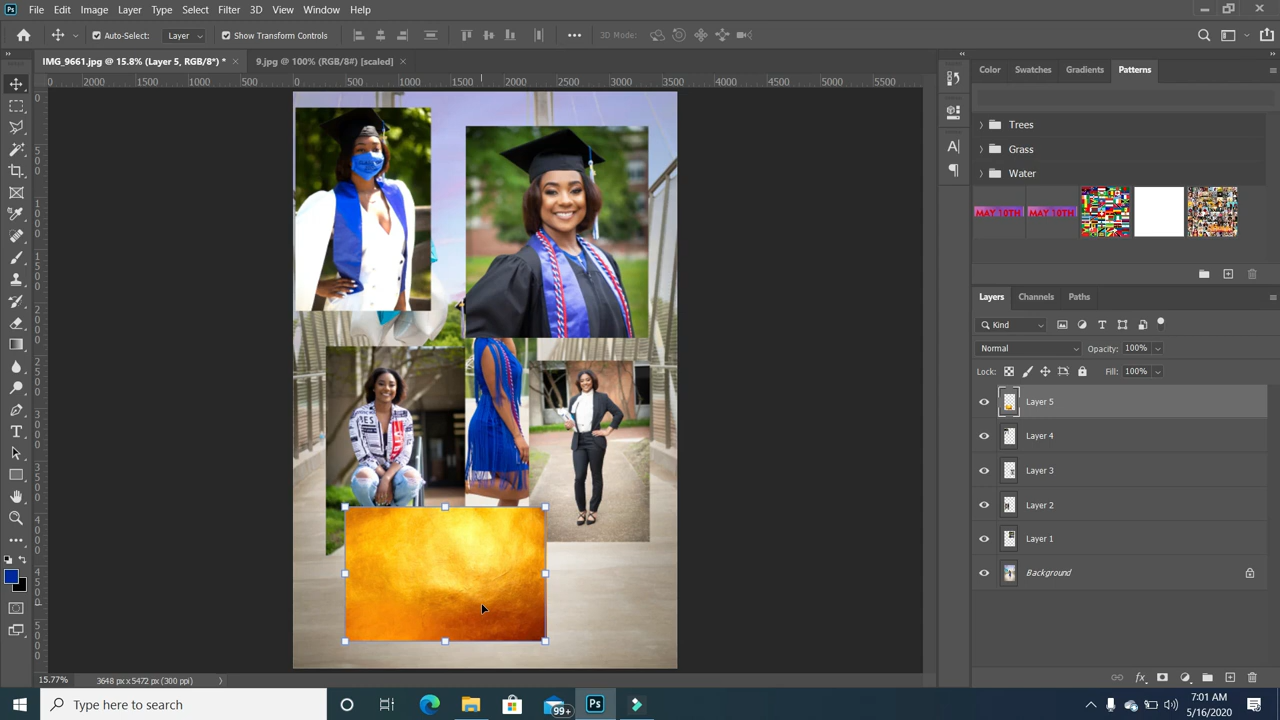 Ps File Edit Image Layer Type Select Filter 3D View Window Help
Auto-Select: Layer Show Transform Controls 3D Mode:
IMG_9661.jpg @ 15.8% (Layer 5, RGB/8*) * × 9.jpg @ 100% (RGB/8#) [scaled] ×
2000 1500 1000 500 0 500 1000 1500 2000 2500 3000 3500 4000 4500 5000 5500
Color Swatches Gradients Patterns
Trees
Grass
Water
MAY 10TH MAY 10TH
Layers Channels Paths
Kind
Normal Opacity: 100%
Lock: Fill: 100%
Layer 5
Layer 4
Layer 3
Layer 2
Layer 1
Background
15.77% 3648 px x 5472 px (300 ppi)
Type here to search
99+
Ps
7:01 AM
5/16/2020